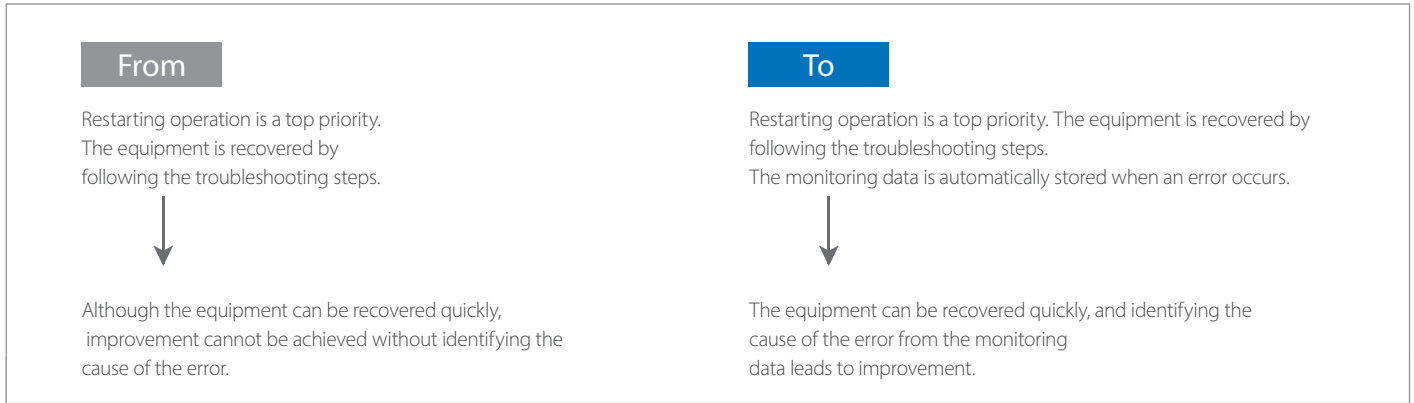 From
Restarting operation is a top priority.
The equipment is recovered by
following the troubleshooting steps.
Although the equipment can be recovered quickly,
improvement cannot be achieved without identifying the
cause of the error.
To
Restarting operation is a top priority. The equipment is recovered by
following the troubleshooting steps.
The monitoring data is automatically stored when an error occurs.
The equipment can be recovered quickly, and identifying the
cause of the error from the monitoring
data leads to improvement.